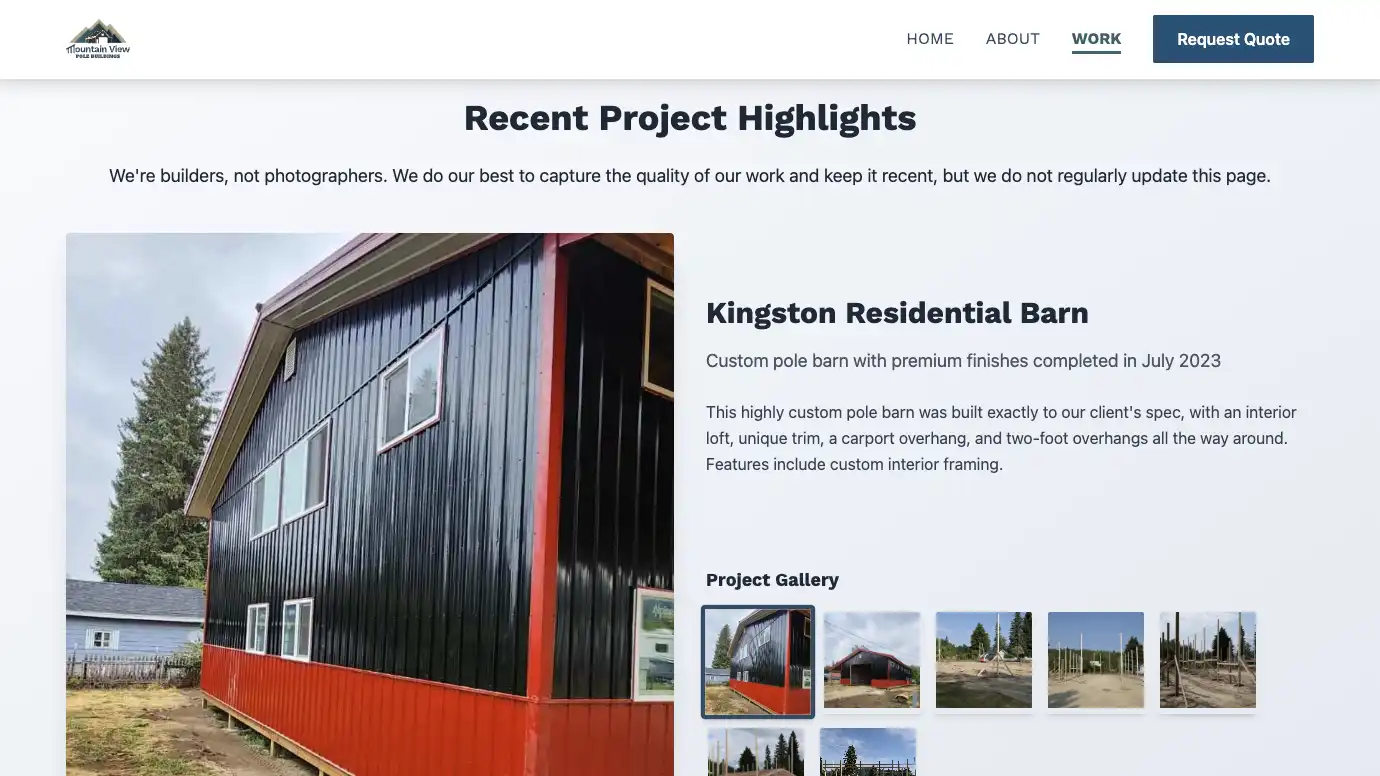 Mountain View
POLE BUILDINGS
HOME
ABOUT
WORK
Request Quote
Recent Project Highlights
We're builders, not photographers. We do our best to capture the quality of our work and keep it recent, but we do not regularly update this page.
Kingston Residential Barn
Custom pole barn with premium finishes completed in July 2023
This highly custom pole barn was built exactly to our client's spec, with an interior
loft, unique trim, a carport overhang, and two-foot overhangs all the way around.
Features include custom interior framing.
Project Gallery